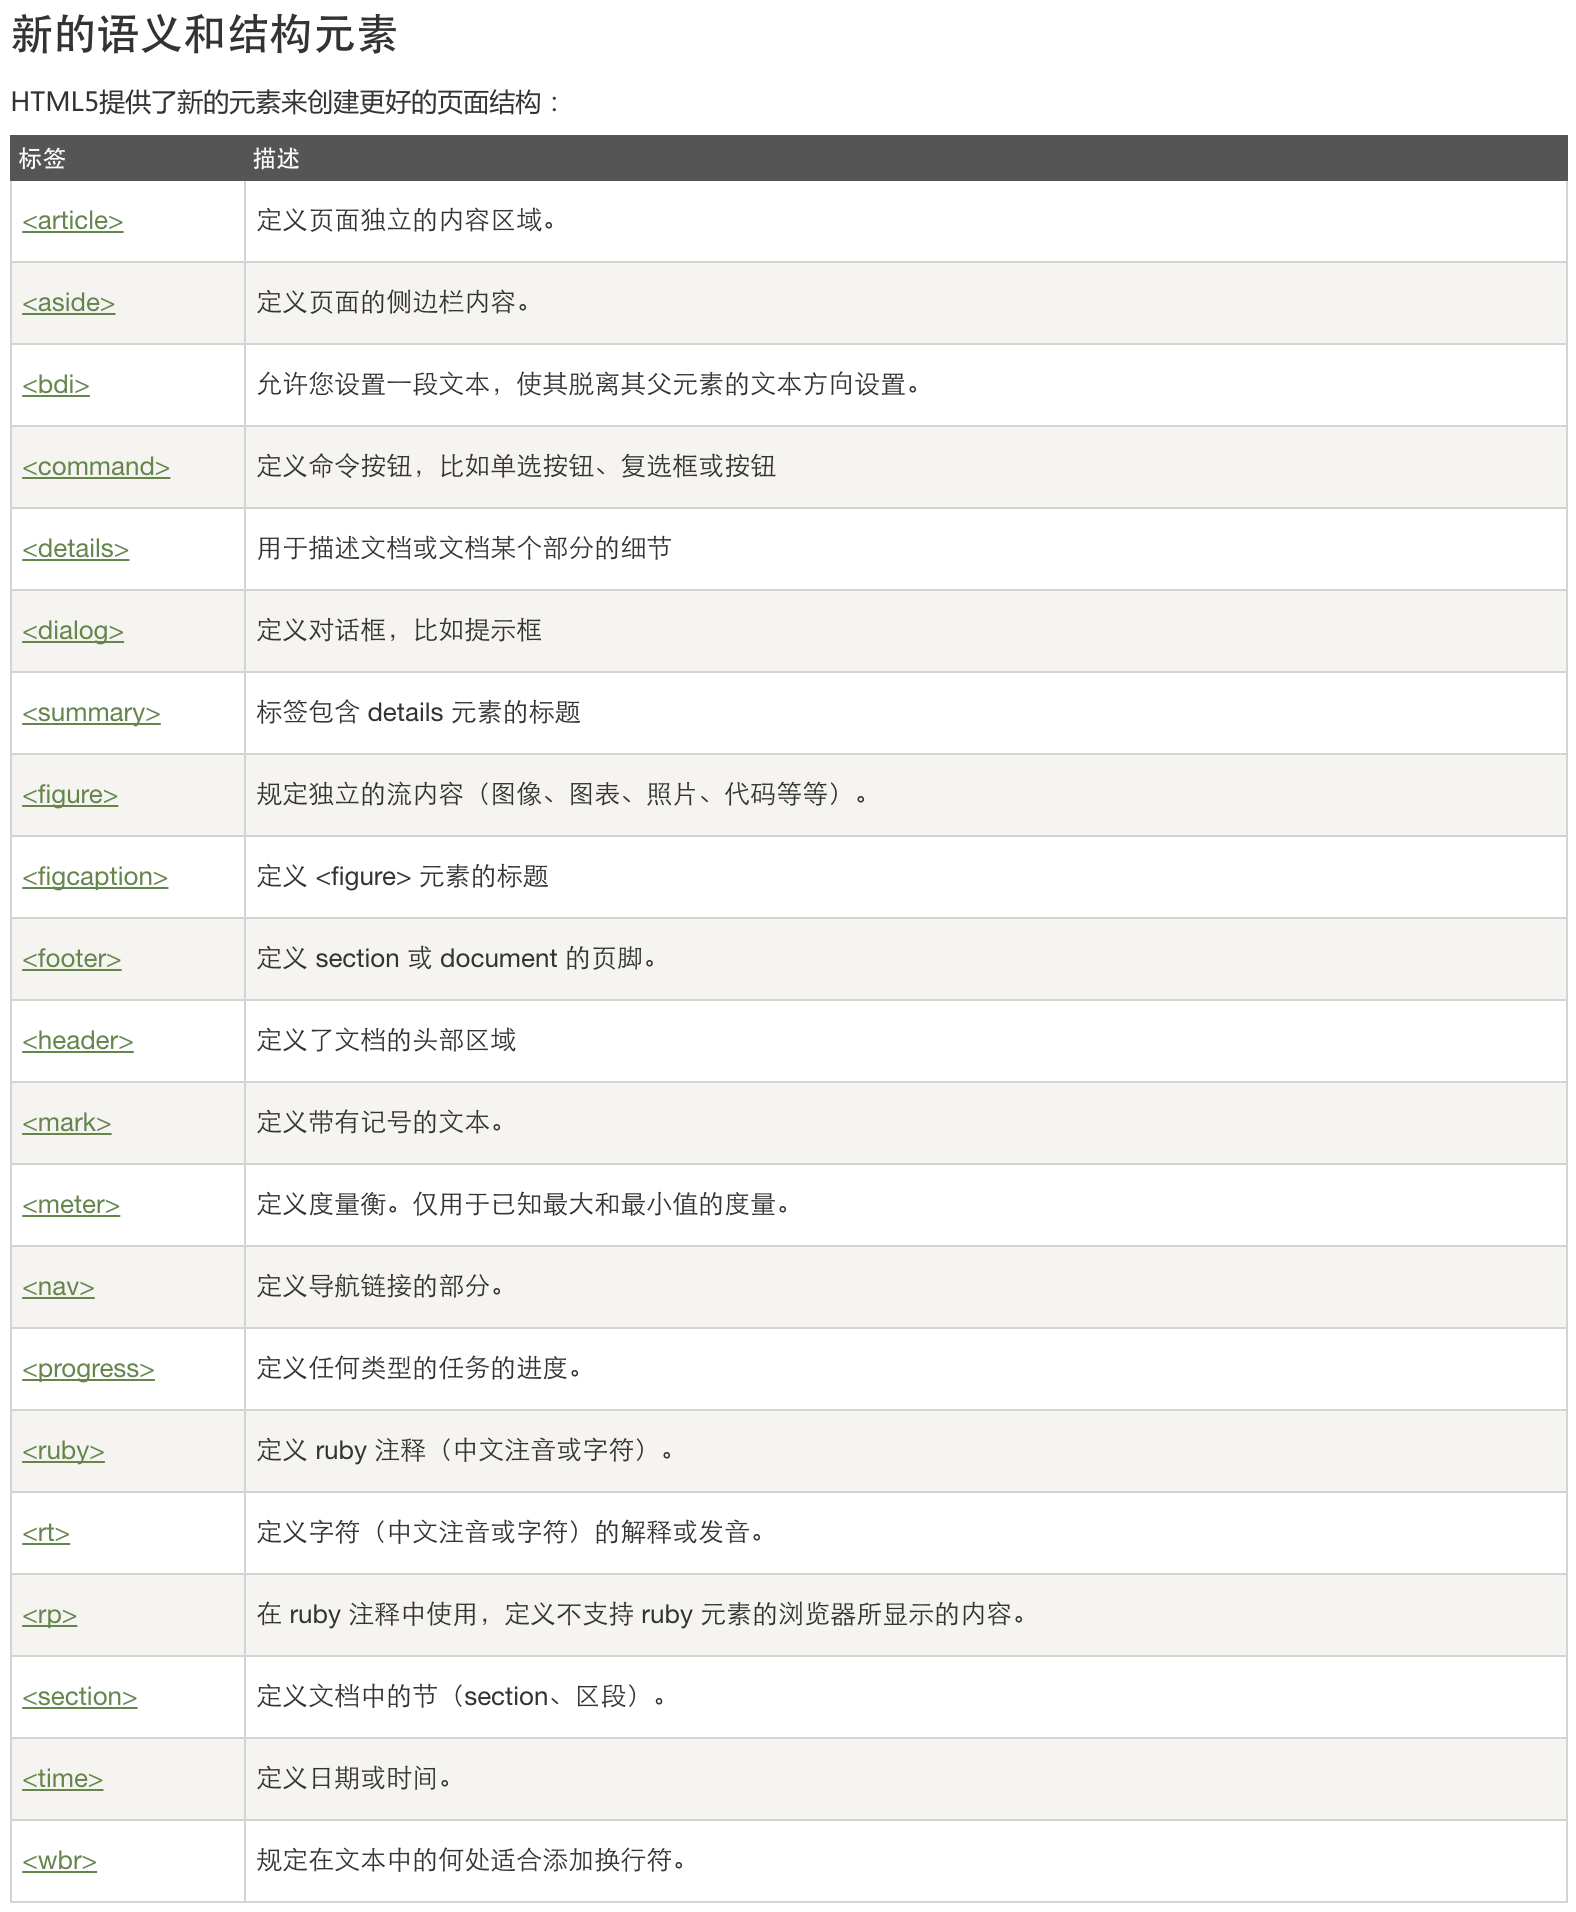 新的语义和结构元素
HTML5提供了新的元素来创建更好的页面结构：
标签 描述
<article> 定义页面独立的内容区域。
<aside> 定义页面的侧边栏内容。
<bdi> 允许您设置一段文本，使其脱离其父元素的文本方向设置。
<command> 定义命令按钮，比如单选按钮、复选框或按钮
<details> 用于描述文档或文档某个部分的细节
<dialog> 定义对话框，比如提示框
<summary> 标签包含 details 元素的标题
<figure> 规定独立的流内容（图像、图表、照片、代码等等）。
<figcaption> 定义 <figure> 元素的标题
<footer> 定义 section 或 document 的页脚。
<header> 定义了文档的头部区域
<mark> 定义带有记号的文本。
<meter> 定义度量衡。仅用于已知最大和最小值的度量。
<nav> 定义导航链接的部分。
<progress> 定义任何类型的任务的进度。
<ruby> 定义 ruby 注释（中文注音或字符）。
<rt> 定义字符（中文注音或字符）的解释或发音。
<rp> 在 ruby 注释中使用，定义不支持 ruby 元素的浏览器所显示的内容。
<section> 定义文档中的节（section、区段）。
<time> 定义日期或时间。
<wbr> 规定在文本中的何处适合添加换行符。